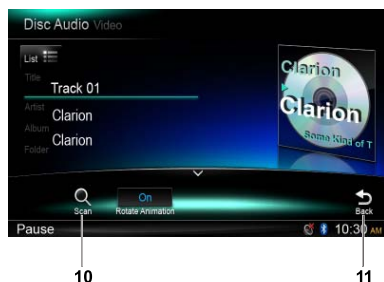 Disc Audio Video
List
Title
Track 01
Artist
Clarion
Album
Clarion
Folder
Clarion
Clarion
Some Kind of T
Scan
On
Rotate Animation
Back
Pause
10:30 AM
10
11